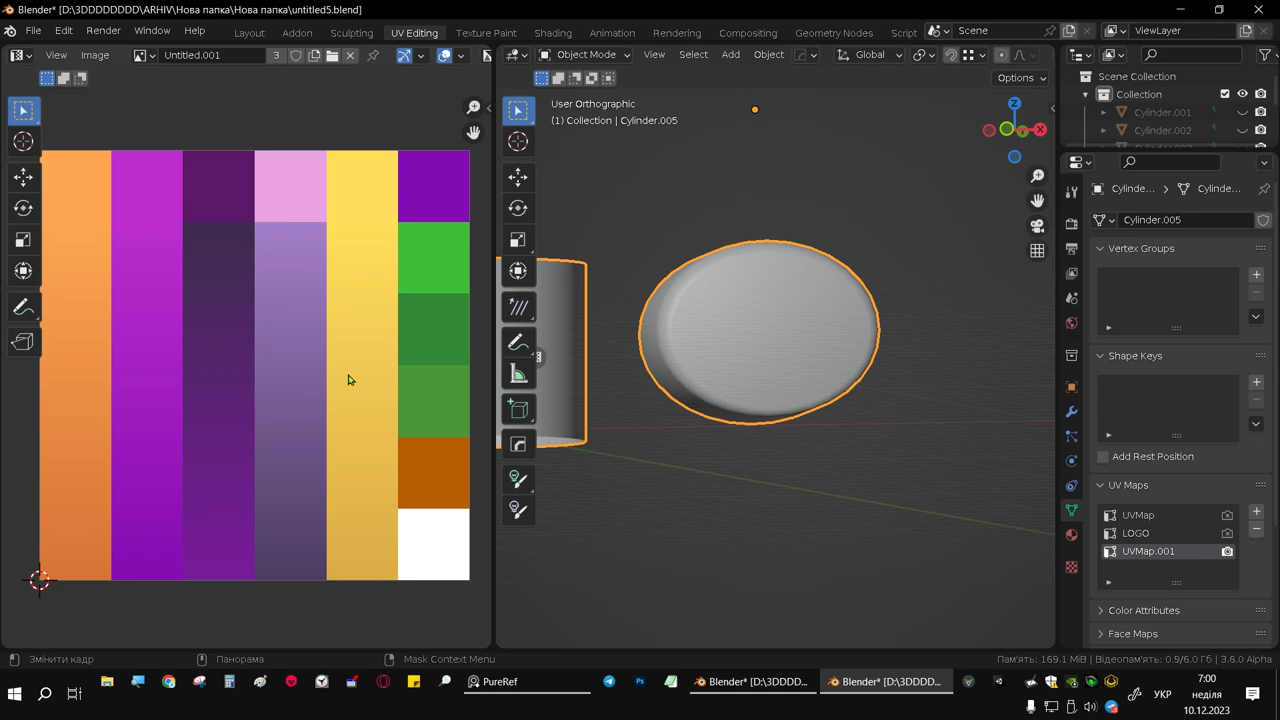 Blender* [D:\3DDDDDDDD\ARHIV\Нова папка\Нова папка\untitled5.blend]
File Edit Render Window Help Layout Addon Sculpting UV Editing Texture Paint Shading Animation Rendering Compositing Geometry Nodes Script Scene ViewLayer
View Image Untitled.001 3 Object Mode View Select Add Object Global
Options
User Orthographic
(1) Collection | Cylinder.005
Z
X
Y
Scene Collection
Collection
Cylinder.001
Cylinder.002
Cylinde... Cylinde...
Cylinder.005
Vertex Groups
Shape Keys
Add Rest Position
UV Maps
UVMap
LOGO
UVMap.001
Color Attributes
Face Maps
Змінити кадр Панорама Mask Context Menu Пам'ять: 169.1 MiB | Відеопам'ять: 0.9/6.0 Гіб | 3.6.0 Alpha
PureRef Blender* [D:\3DDDD... Blender* [D:\3DDDD...
Ps
УКР
7:00
неділя
10.12.2023